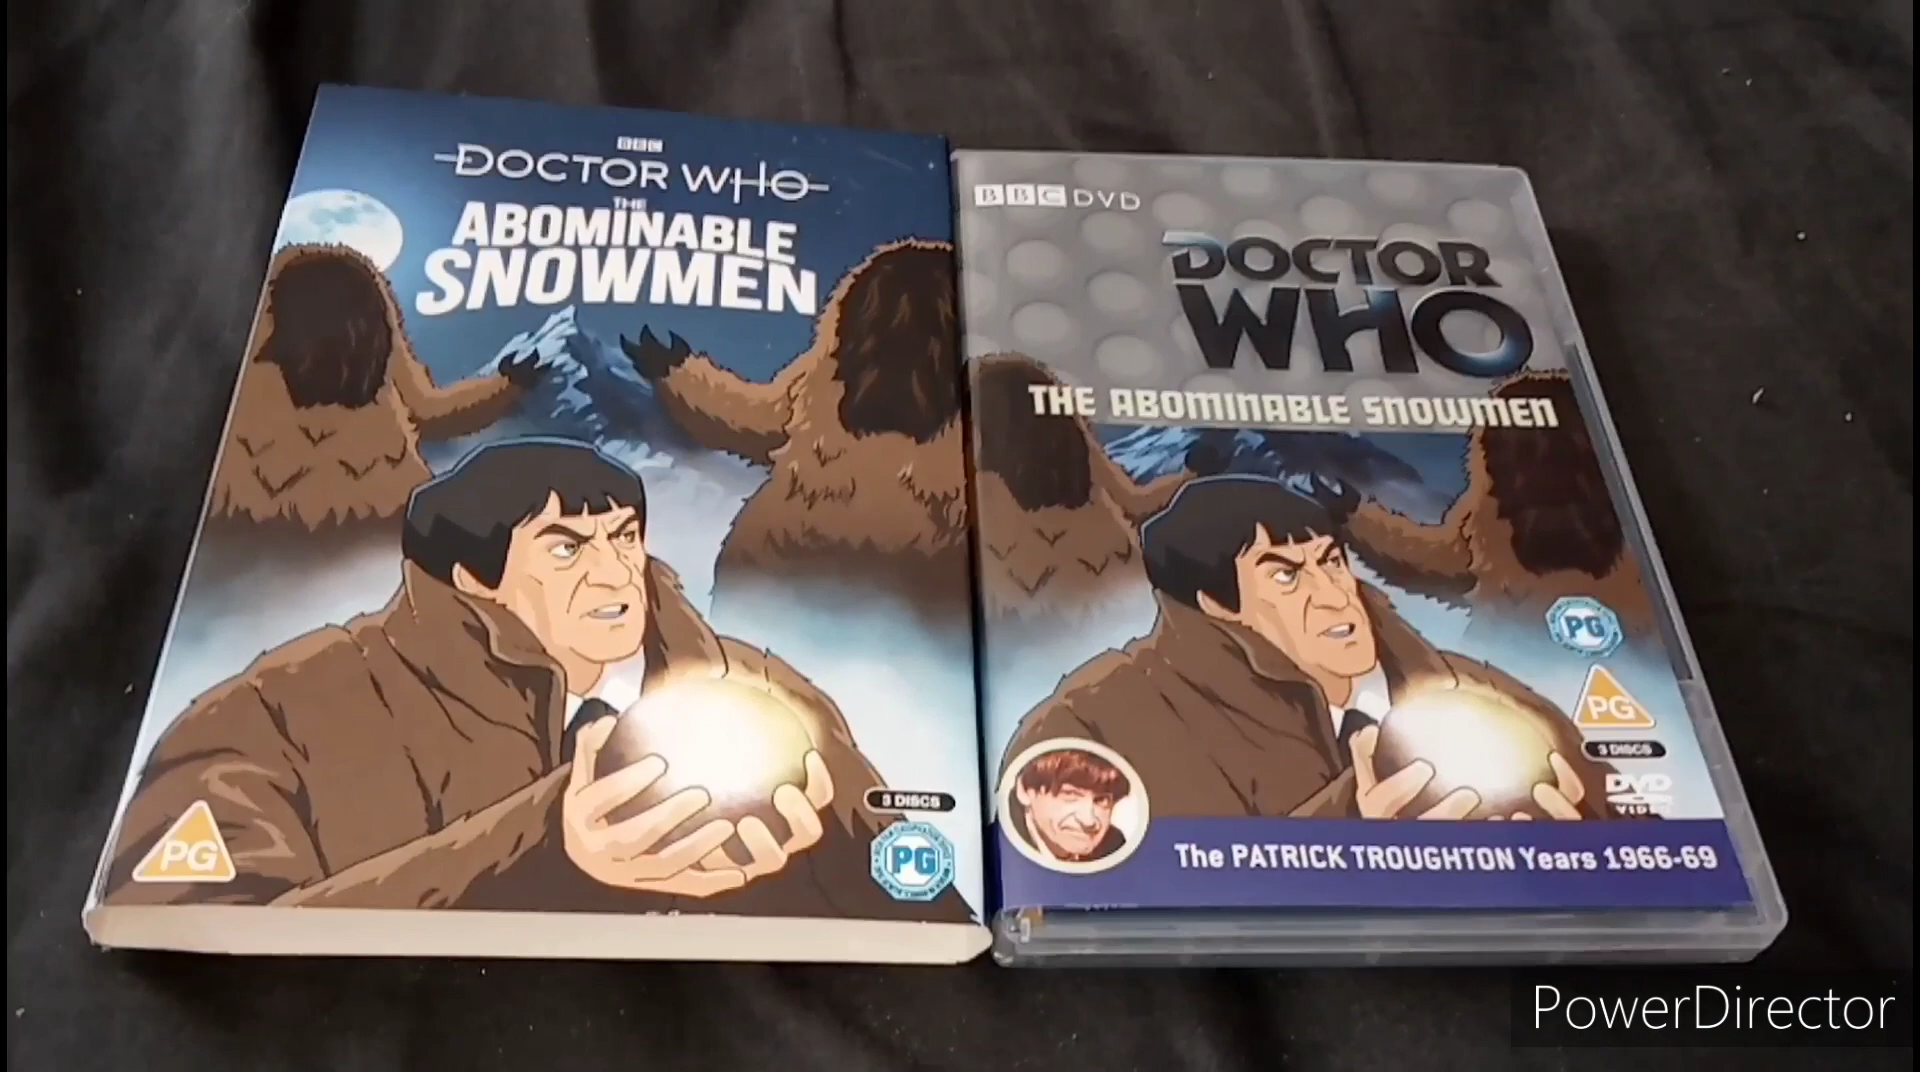 BBC
DOCTOR WHO
THE
ABOMINABLE
SNOWMEN
PG
3 DISCS
PG
BBC DVD
DOCTOR
WHO
THE ABOMINABLE SNOWMEN
PG
PG
3 DISCS
DVD
VIDEO
The PATRICK TROUGHTON Years 1966-69
PowerDirector